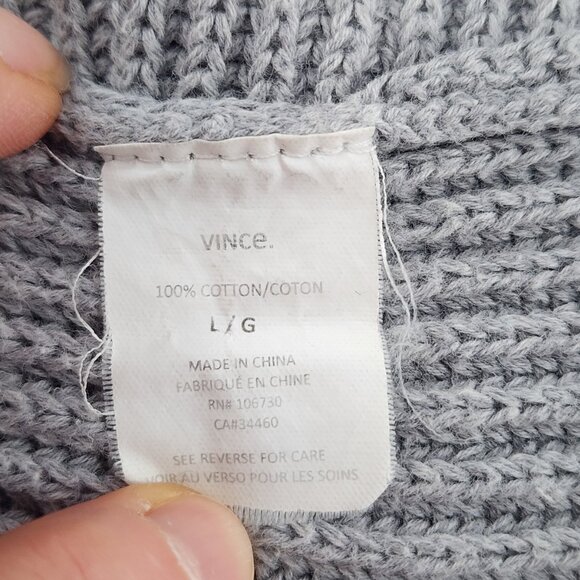 VINCe.
100% COTTON/COTON
L / G
MADE IN CHINA
FABRIQUÉ EN CHINE
RN# 106730
CA#34460
SEE REVERSE FOR CARE
VOIR AU VERSO POUR LES SOINS